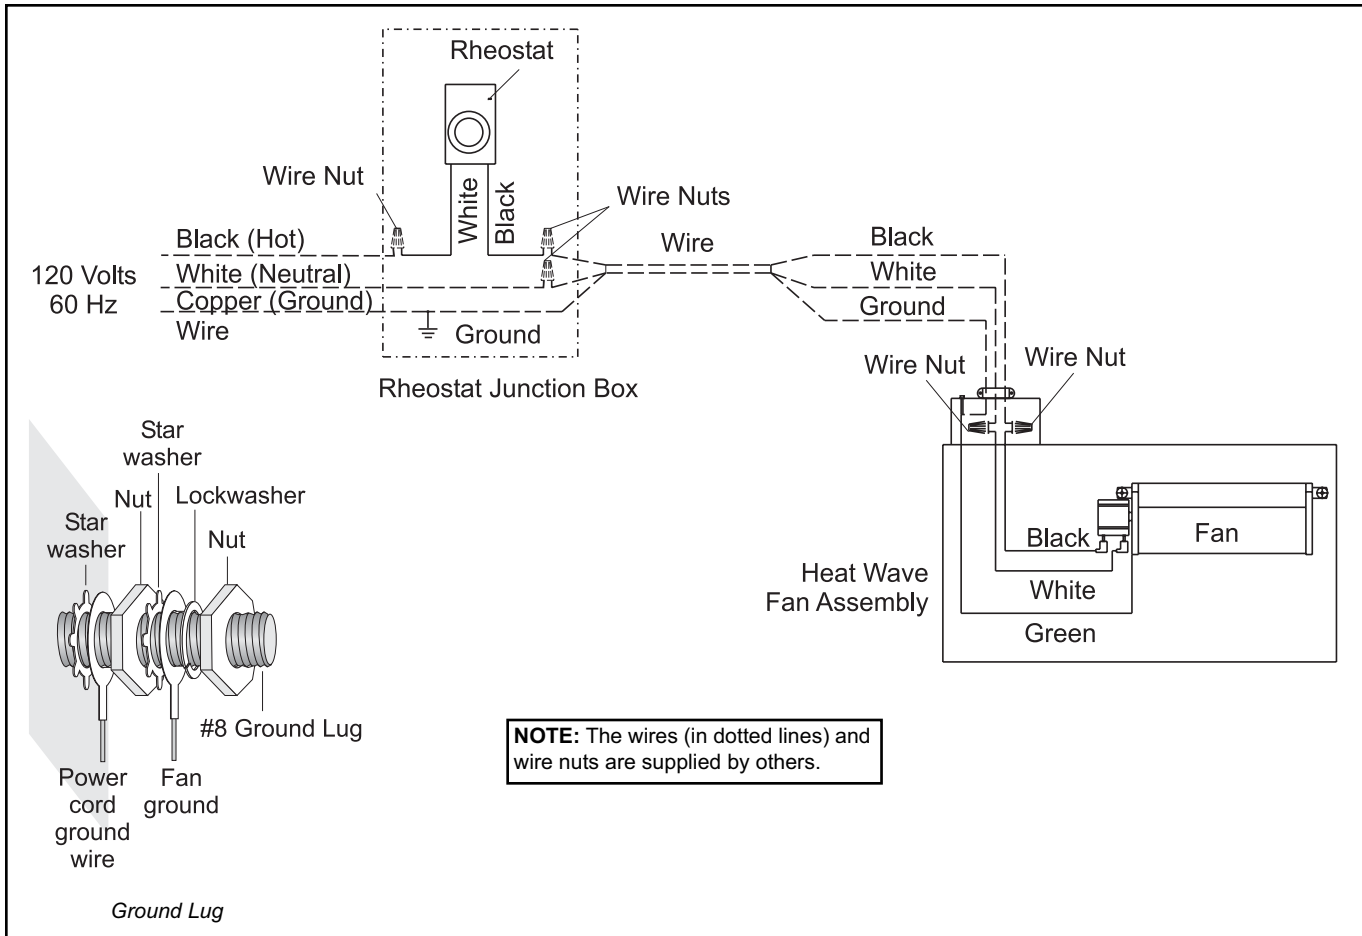 Rheostat
Wire Nut
White
Black
Wire Nuts
Black (Hot)
120 Volts
60 Hz
White (Neutral)
Copper (Ground)
Wire
Ground
Wire
Black
White
Ground
Rheostat Junction Box
Wire Nut
Wire Nut
Black
Fan
White
Green
Heat Wave
Fan Assembly
Star
washer
Nut
Star
washer
Lockwasher
Nut
#8 Ground Lug
Power
cord
ground
wire
Fan
ground
Ground Lug
NOTE: The wires (in dotted lines) and
wire nuts are supplied by others.